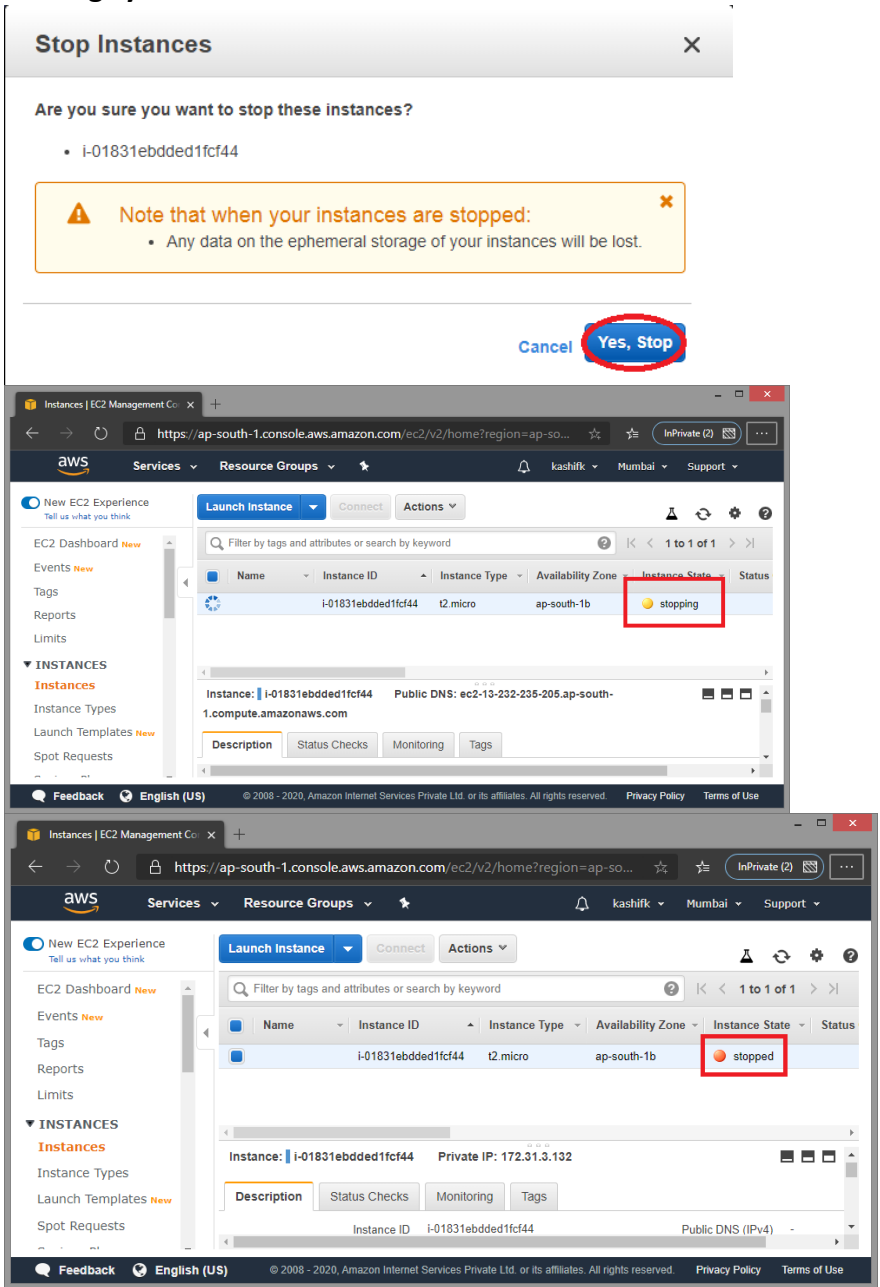 Stop Instances
Are you sure you want to stop these instances?
i-01831ebdded1fcf44
Note that when your instances are stopped:
Any data on the ephemeral storage of your instances will be lost.
Cancel Yes, Stop
Instances | EC2 Management Co
https://ap-south-1.console.aws.amazon.com/ec2/v2/home?region=ap-so... InPrivate (2)
aws Services Resource Groups kashifk Mumbai Support
New EC2 Experience
Tell us what you think
Launch Instance Connect Actions
EC2 Dashboard New
Filter by tags and attributes or search by keyword 1 to 1 of 1
Events New
Name Instance ID Instance Type Availability Zone Instance State Status
Tags
i-01831ebdded1fcf44 t2.micro ap-south-1b stopping
Reports
Limits
INSTANCES
Instances
Instance: i-01831ebdded1fcf44 Public DNS: ec2-13-232-235-205.ap-south-
1.compute.amazonaws.com
Instance Types
Launch Templates New
Description Status Checks Monitoring Tags
Spot Requests
Feedback English (US) © 2008 - 2020, Amazon Internet Services Private Ltd. or its affiliates. All rights reserved. Privacy Policy Terms of Use
Instances | EC2 Management Co
https://ap-south-1.console.aws.amazon.com/ec2/v2/home?region=ap-so... InPrivate (2)
aws Services Resource Groups kashifk Mumbai Support
New EC2 Experience
Tell us what you think
Launch Instance Connect Actions
EC2 Dashboard New
Filter by tags and attributes or search by keyword 1 to 1 of 1
Events New
Name Instance ID Instance Type Availability Zone Instance State Status
Tags
i-01831ebdded1fcf44 t2.micro ap-south-1b stopped
Reports
Limits
INSTANCES
Instances
Instance: i-01831ebdded1fcf44 Private IP: 172.31.3.132
Instance Types
Launch Templates New
Description Status Checks Monitoring Tags
Spot Requests
Instance ID i-01831ebdded1fcf44 Public DNS (IPv4) -
Feedback English (US) © 2008 - 2020, Amazon Internet Services Private Ltd. or its affiliates. All rights reserved. Privacy Policy Terms of Use